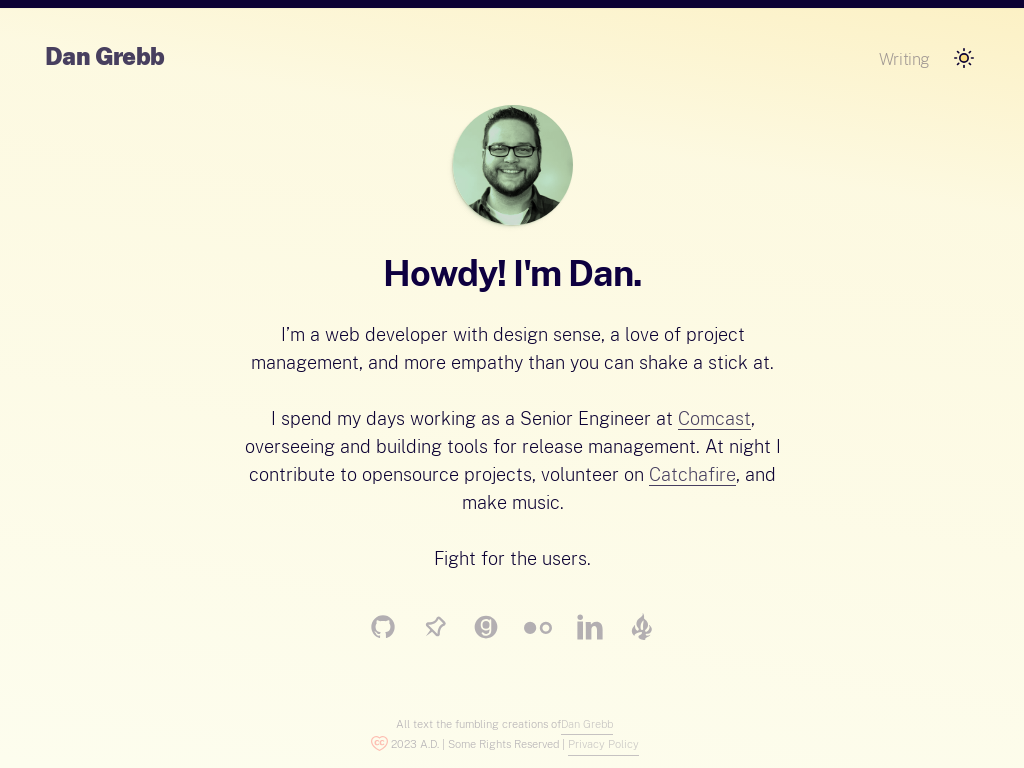 Dan Grebb
Writing
Howdy! I'm Dan.
I’m a web developer with design sense, a love of project
management, and more empathy than you can shake a stick at.
I spend my days working as a Senior Engineer at Comcast,
overseeing and building tools for release management. At night I
contribute to opensource projects, volunteer on Catchafire, and
make music.
Fight for the users.
in
All text the fumbling creations ofDan Grebb
cc 2023 A.D. | Some Rights Reserved | Privacy Policy